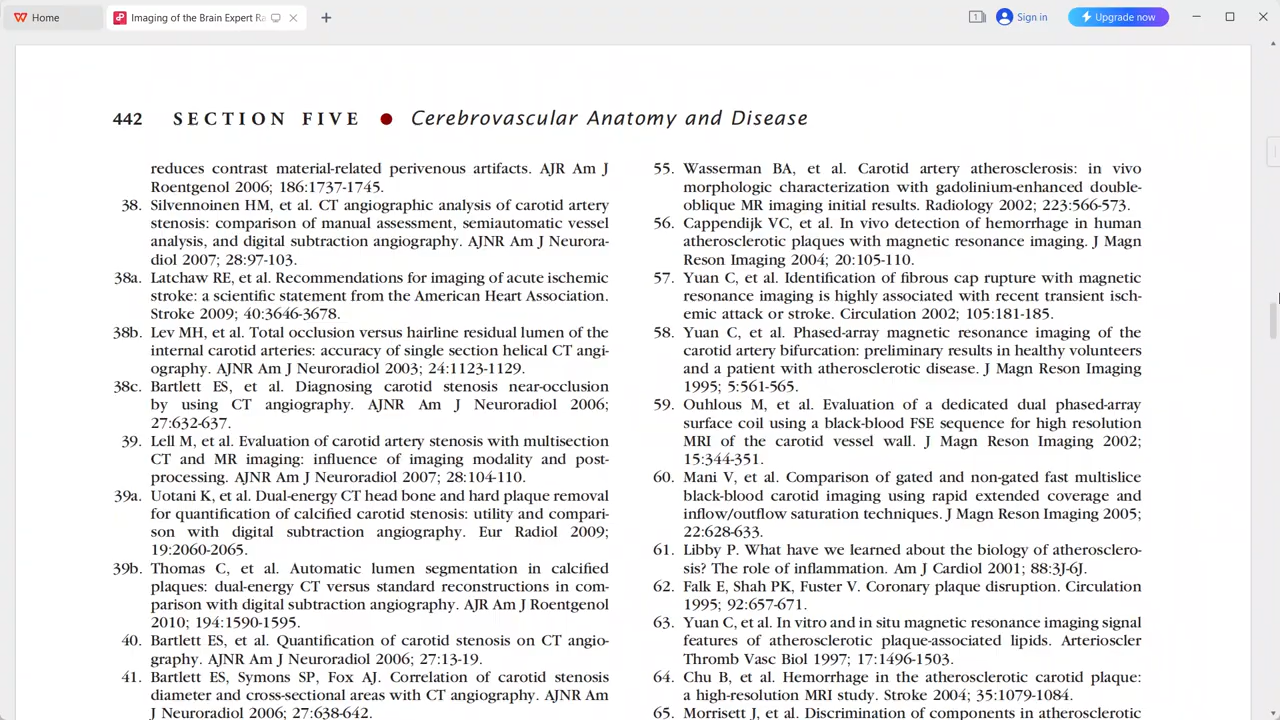 Home
Imaging of the Brain Expert Ra
1
Sign in
Upgrade now
442 SECTION FIVE ● Cerebrovascular Anatomy and Disease
reduces contrast material-related perivenous artifacts. AJR Am J
Roentgenol 2006; 186:1737-1745.
38. Silvennoinen HM, et al. CT angiographic analysis of carotid artery
stenosis: comparison of manual assessment, semiautomatic vessel
analysis, and digital subtraction angiography. AJNR Am J Neurora-
diol 2007; 28:97-103.
38a. Latchaw RE, et al. Recommendations for imaging of acute ischemic
stroke: a scientific statement from the American Heart Association.
Stroke 2009; 40:3646-3678.
38b. Lev MH, et al. Total occlusion versus hairline residual lumen of the
internal carotid arteries: accuracy of single section helical CT angi-
ography. AJNR Am J Neuroradiol 2003; 24:1123-1129.
38c. Bartlett ES, et al. Diagnosing carotid stenosis near-occlusion
by using CT angiography. AJNR Am J Neuroradiol 2006;
27:632-637.
39. Lell M, et al. Evaluation of carotid artery stenosis with multisection
CT and MR imaging: influence of imaging modality and post-
processing. AJNR Am J Neuroradiol 2007; 28:104-110.
39a. Uotani K, et al. Dual-energy CT head bone and hard plaque removal
for quantification of calcified carotid stenosis: utility and compari-
son with digital subtraction angiography. Eur Radiol 2009;
19:2060-2065.
39b. Thomas C, et al. Automatic lumen segmentation in calcified
plaques: dual-energy CT versus standard reconstructions in com-
parison with digital subtraction angiography. AJR Am J Roentgenol
2010; 194:1590-1595.
40. Bartlett ES, et al. Quantification of carotid stenosis on CT angio-
graphy. AJNR Am J Neuroradiol 2006; 27:13-19.
41. Bartlett ES, Symons SP, Fox AJ. Correlation of carotid stenosis
diameter and cross-sectional areas with CT angiography. AJNR Am
J Neuroradiol 2006; 27:638-642.
55. Wasserman BA, et al. Carotid artery atherosclerosis: in vivo
morphologic characterization with gadolinium-enhanced double-
oblique MR imaging initial results. Radiology 2002; 223:566-573.
56. Cappendijk VC, et al. In vivo detection of hemorrhage in human
atherosclerotic plaques with magnetic resonance imaging. J Magn
Reson Imaging 2004; 20:105-110.
57. Yuan C, et al. Identification of fibrous cap rupture with magnetic
resonance imaging is highly associated with recent transient isch-
emic attack or stroke. Circulation 2002; 105:181-185.
58. Yuan C, et al. Phased-array magnetic resonance imaging of the
carotid artery bifurcation: preliminary results in healthy volunteers
and a patient with atherosclerotic disease. J Magn Reson Imaging
1995; 5:561-565.
59. Ouhlous M, et al. Evaluation of a dedicated dual phased-array
surface coil using a black-blood FSE sequence for high resolution
MRI of the carotid vessel wall. J Magn Reson Imaging 2002;
15:344-351.
60. Mani V, et al. Comparison of gated and non-gated fast multislice
black-blood carotid imaging using rapid extended coverage and
inflow/outflow saturation techniques. J Magn Reson Imaging 2005;
22:628-633.
61. Libby P. What have we learned about the biology of atherosclero-
sis? The role of inflammation. Am J Cardiol 2001; 88:3J-6J.
62. Falk E, Shah PK, Fuster V. Coronary plaque disruption. Circulation
1995; 92:657-671.
63. Yuan C, et al. In vitro and in situ magnetic resonance imaging signal
features of atherosclerotic plaque-associated lipids. Arterioscler
Thromb Vasc Biol 1997; 17:1496-1503.
64. Chu B, et al. Hemorrhage in the atherosclerotic carotid plaque:
a high-resolution MRI study. Stroke 2004; 35:1079-1084.
65. Morrisett J, et al. Discrimination of components in atherosclerotic